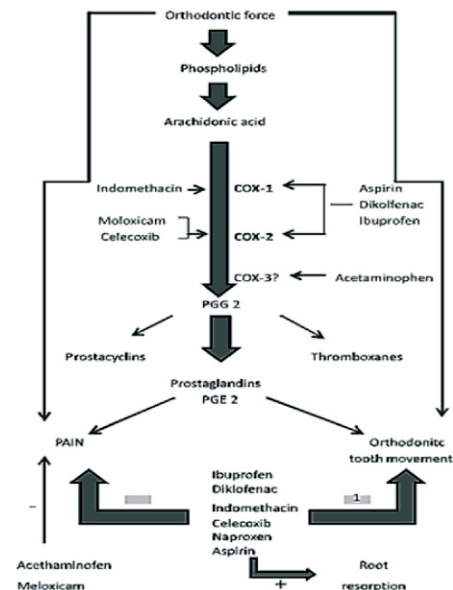 Orthodontic force
Phospholipids
Arachidonic acid
Indomethacin
COX-1
Aspirin
Dikolfenac
Ibuprofen
Moloxicam
Celecoxib
COX-2
COX-3?
Acetaminophen
PGG 2
Prostacyclins
Thromboxanes
Prostaglandins
PGE 2
PAIN
Orthodonitc
tooth movement
Ibuprofen
Diklofenac
Indomethacin
Celecoxib
Naproxen
Aspirin
1
–
Acethaminofen
Meloxicam
+
Root
resorption